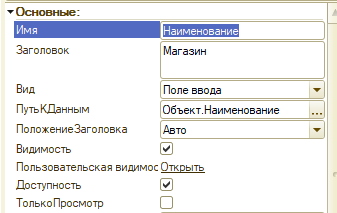 Основные:
Имя Наименование
Заголовок Магазин
Вид Поле ввода
ПутьКДанным Объект.Наименование ...
ПоложениеЗаголовка Авто
Видимость
Пользовательская видимос Открыть
Доступность
ТолькоПросмотр